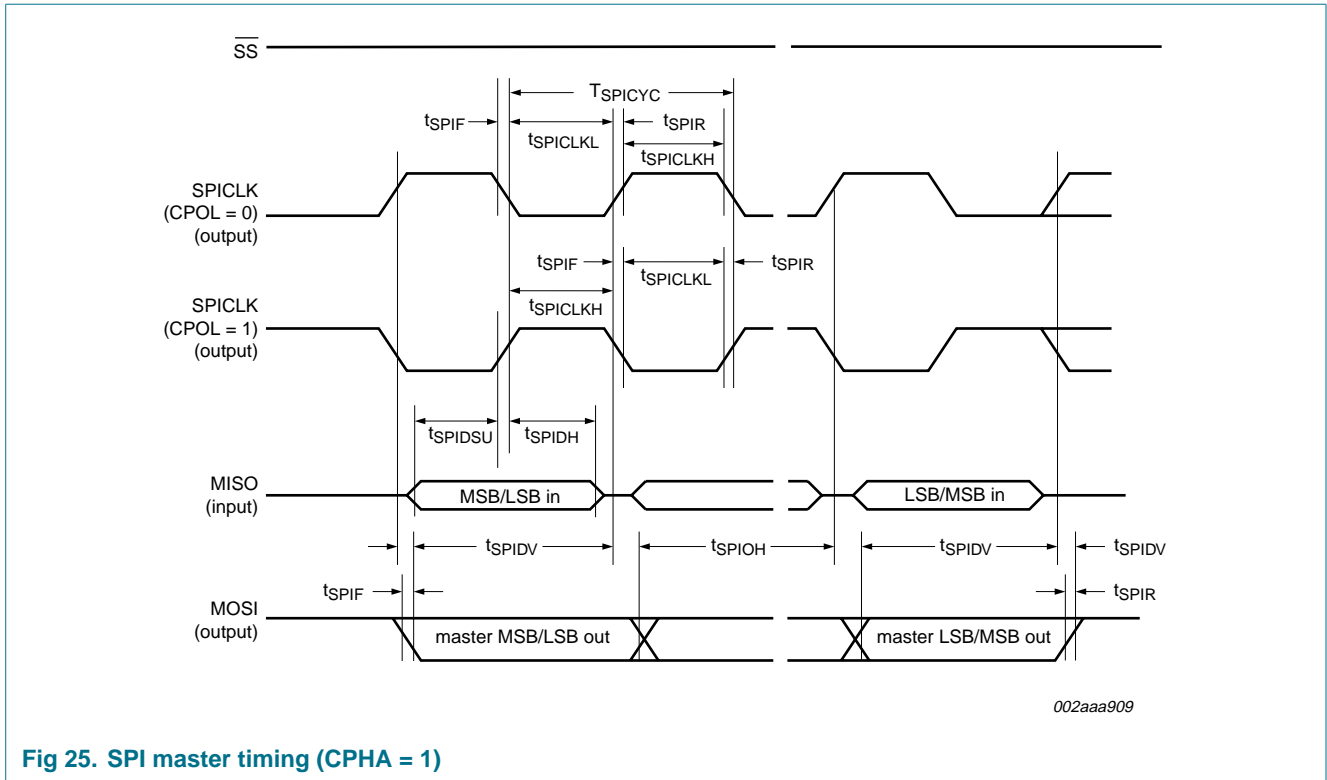 SS
TSPICYC
tSPIF
tSPICLKL
tSPIR
tSPICLKH
SPICLK
(CPOL = 0)
(output)
tSPIF
tSPICLKL
tSPIR
tSPICLKH
SPICLK
(CPOL = 1)
(output)
tSPIDSU
tSPIDH
MISO
(input)
MSB/LSB in
LSB/MSB in
tSPIDV
tSPIOH
tSPIDV
tSPIDV
tSPIF
tSPIR
MOSI
(output)
master MSB/LSB out
master LSB/MSB out
002aaa909
Fig 25. SPI master timing (CPHA = 1)